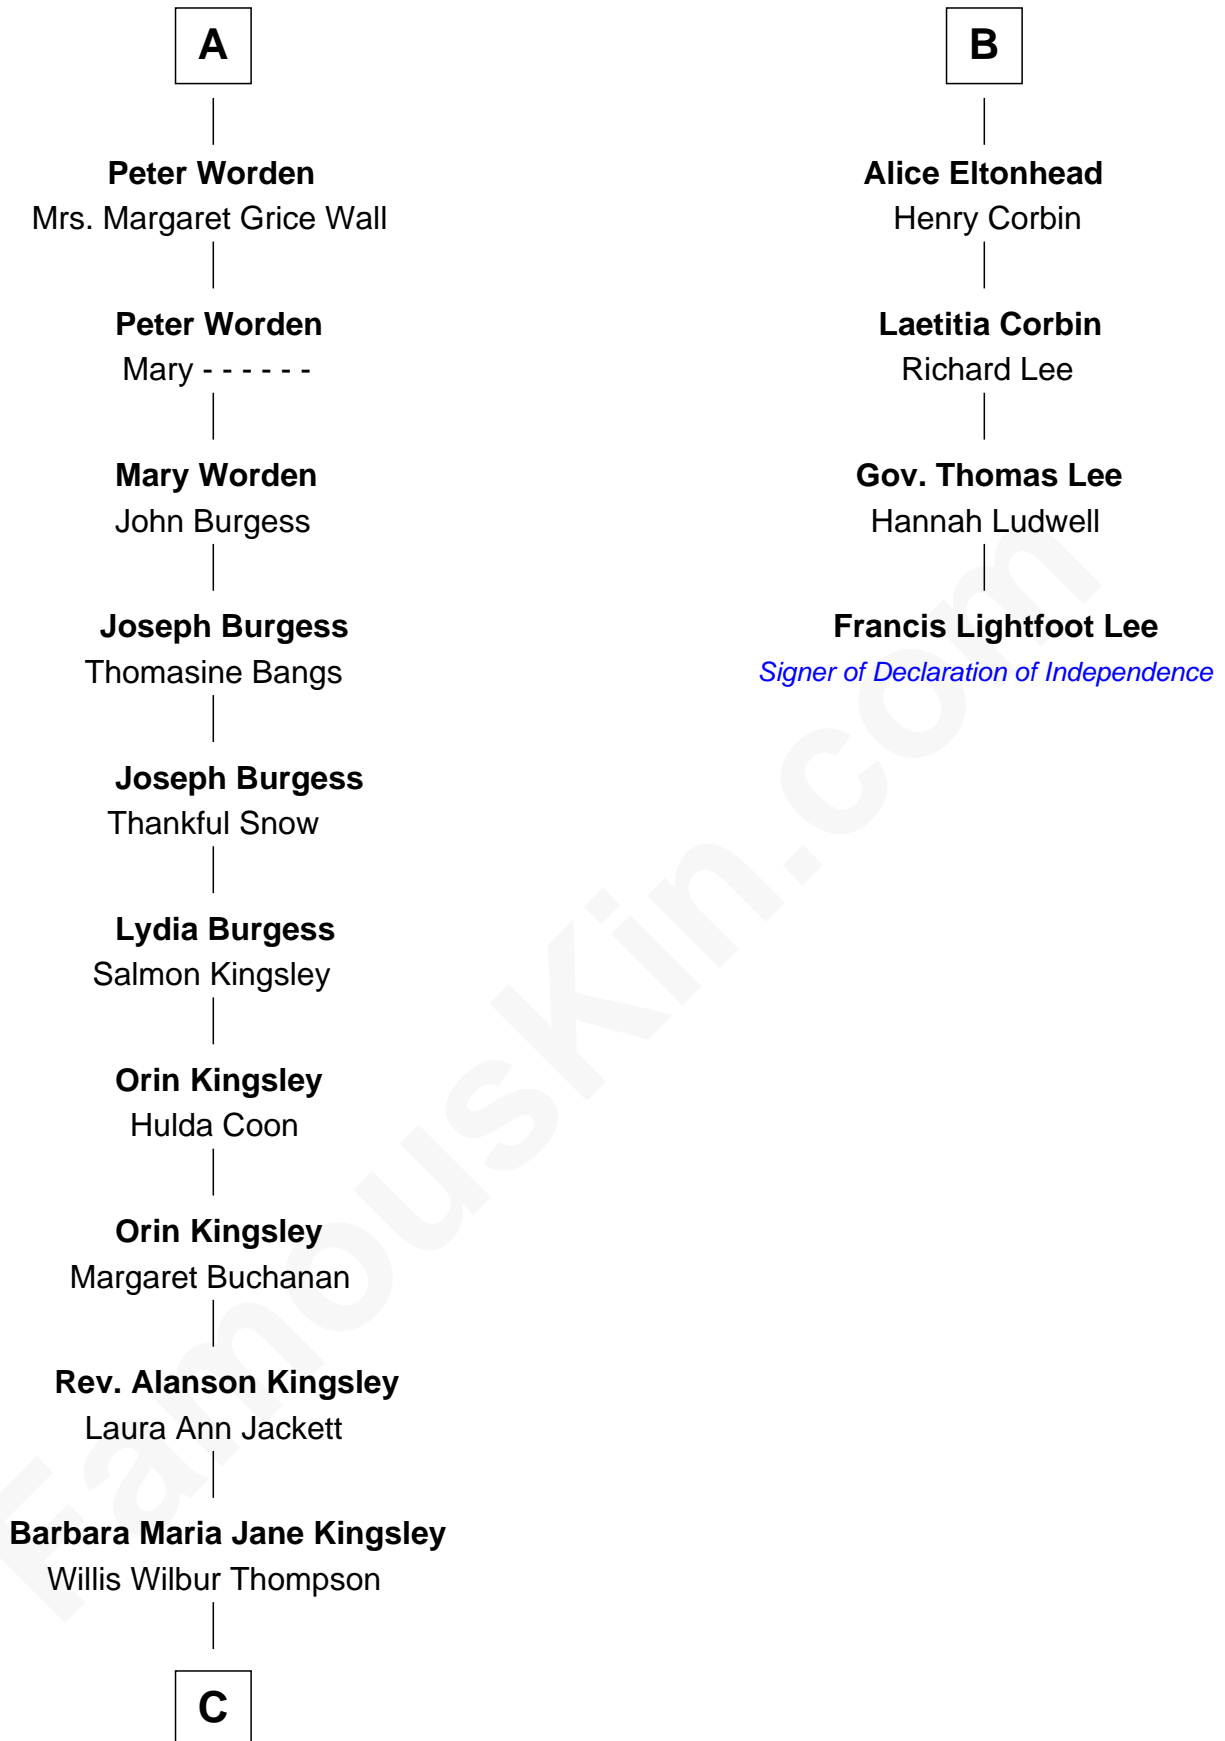 A
Peter Worden
Mrs. Margaret Grice Wall
Peter Worden
Mary - - - - - -
Mary Worden
John Burgess
Joseph Burgess
Thomasine Bangs
Joseph Burgess
Thankful Snow
Lydia Burgess
Salmon Kingsley
Orin Kingsley
Hulda Coon
Orin Kingsley
Margaret Buchanan
Rev. Alanson Kingsley
Laura Ann Jackett
Barbara Maria Jane Kingsley
Willis Wilbur Thompson
C
B
Alice Eltonhead
Henry Corbin
Laetitia Corbin
Richard Lee
Gov. Thomas Lee
Hannah Ludwell
Francis Lightfoot Lee
Signer of Declaration of Independence
FamousKin.com